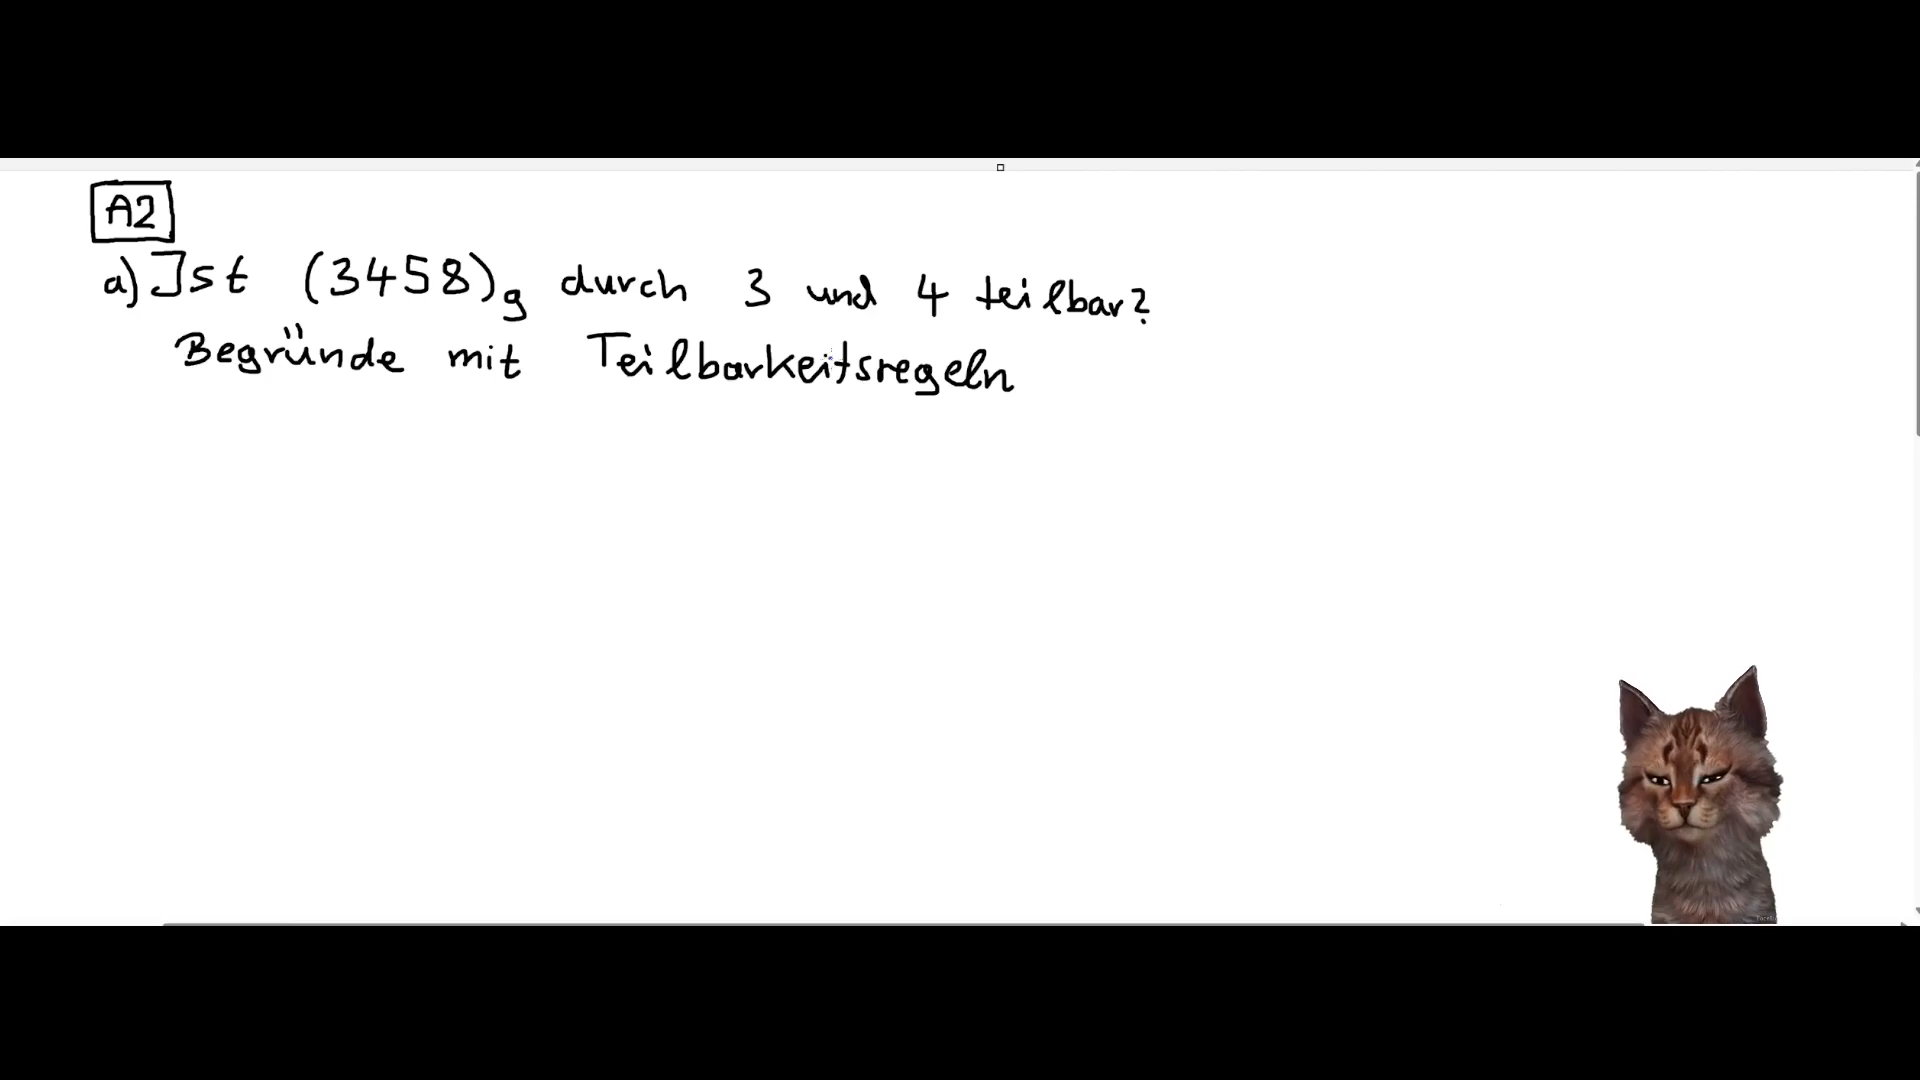 A2
a) Ist (3458)₉ durch 3 und 4 teilbar?
Begründe mit Teilbarkeitsregeln